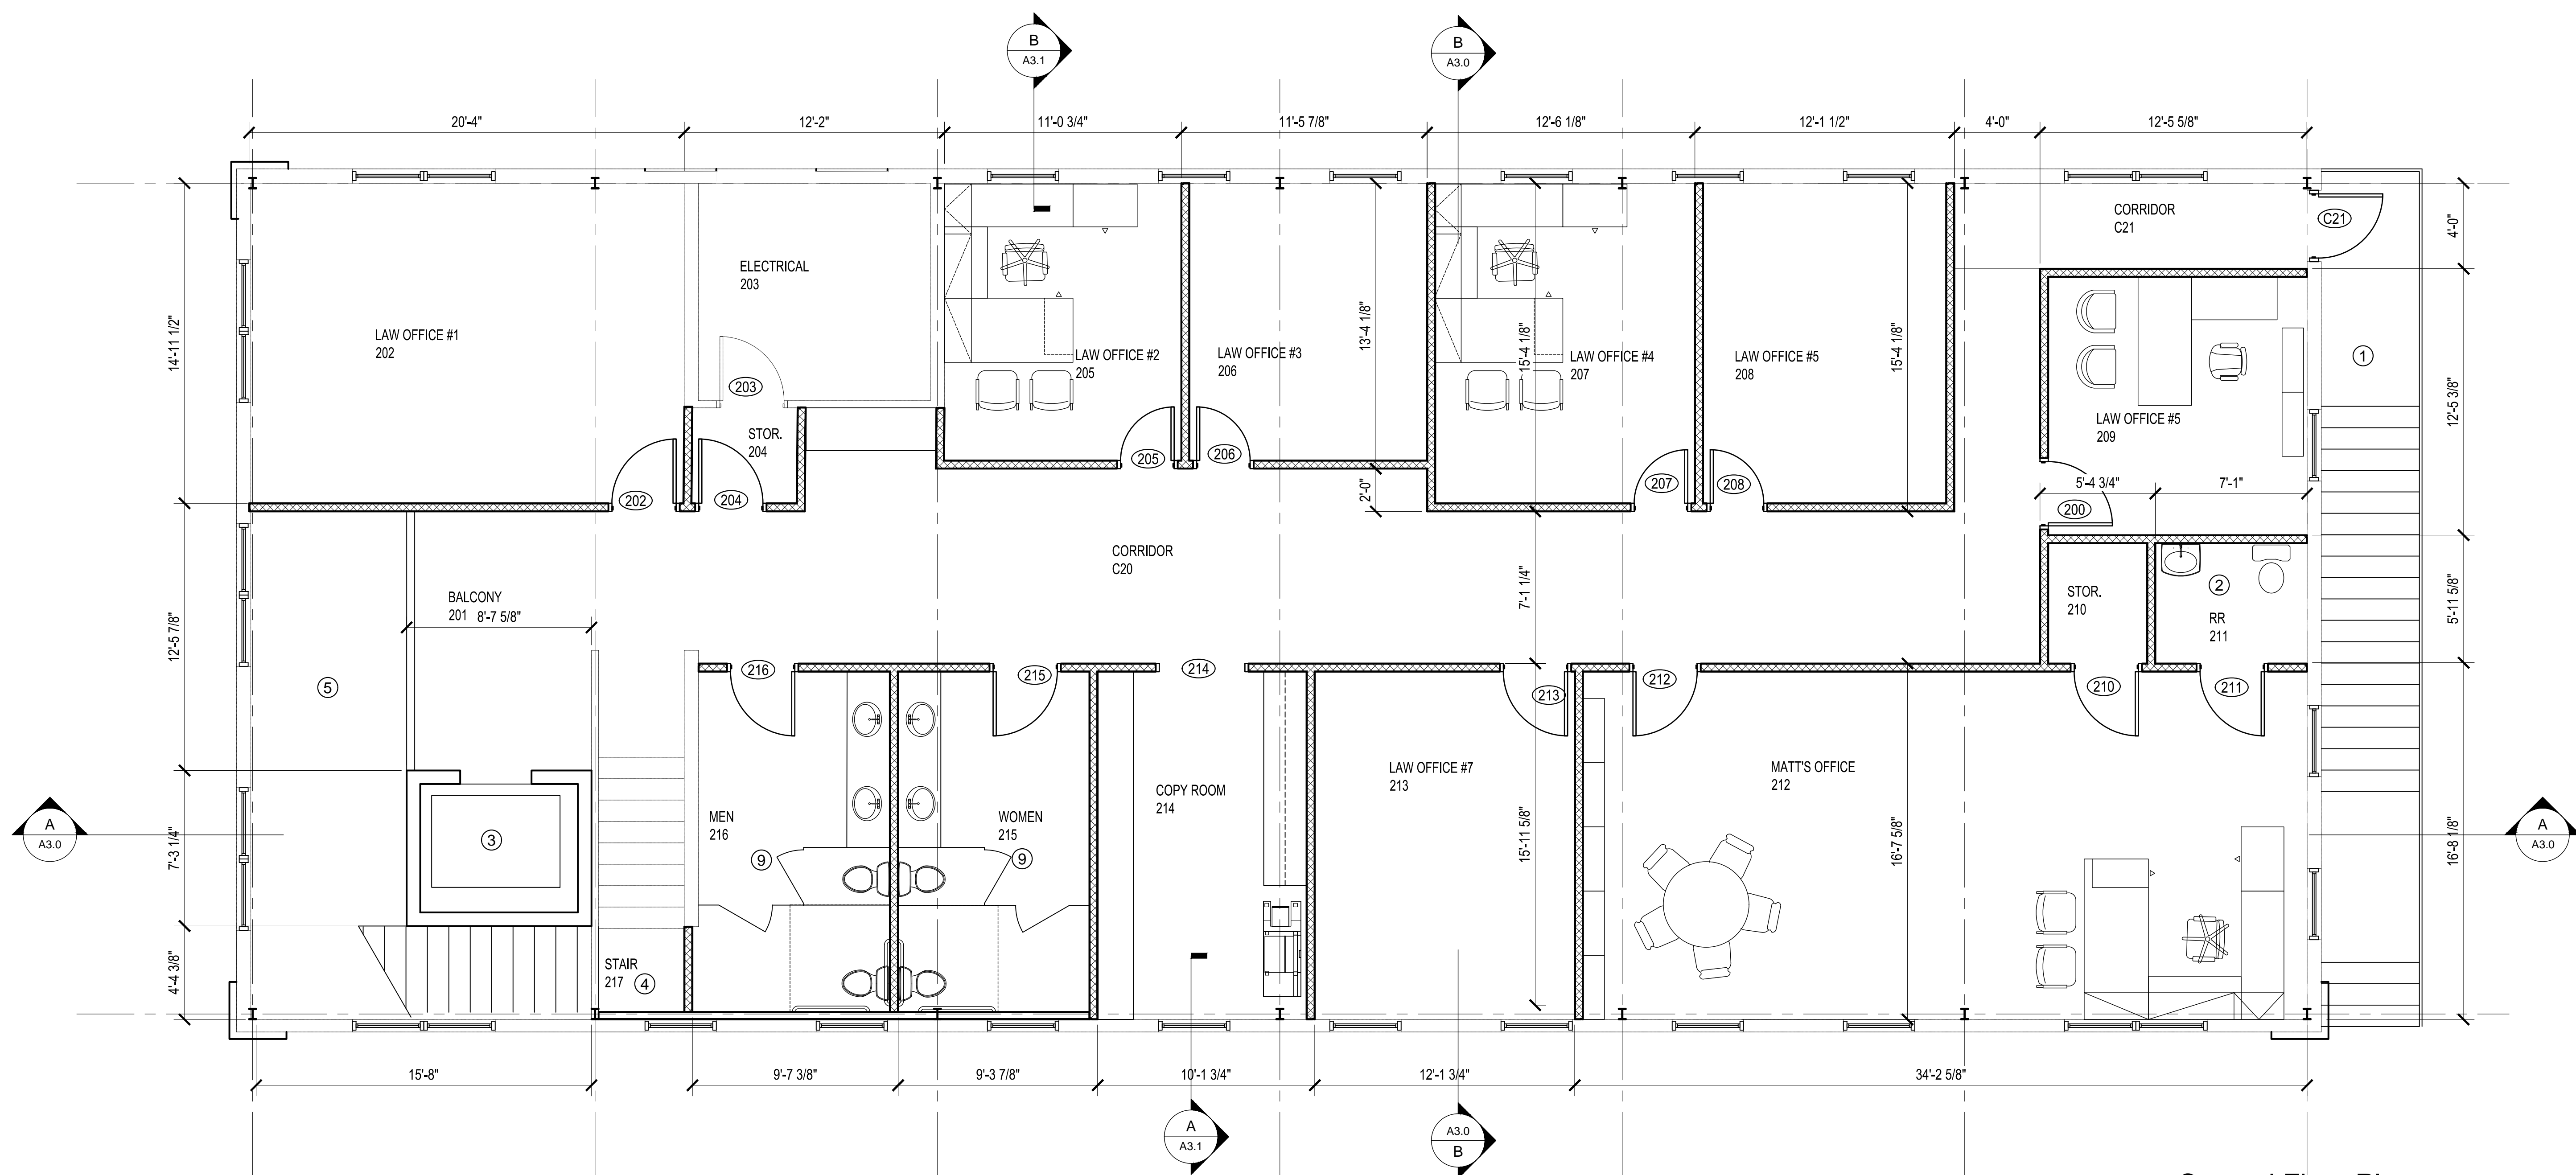 B
A3.1
B
A3.0
20'-4"
12'-2"
11'-0 3/4"
11'-5 7/8"
12'-6 1/8"
12'-1 1/2"
4'-0"
12'-5 5/8"
CORRIDOR
C21
C21
4'-0"
ELECTRICAL
203
14'-11 1/2"
LAW OFFICE #1
202
LAW OFFICE #2
205
LAW OFFICE #3
206
13'-4 1/8"
15'-4 1/8"
LAW OFFICE #4
207
LAW OFFICE #5
208
15'-4 1/8"
1
203
LAW OFFICE #5
209
12'-5 3/8"
STOR.
204
205
206
202
204
2'-0"
207
208
5'-4 3/4"
7'-1"
200
CORRIDOR
C20
BALCONY
201
8'-7 5/8"
12'-5 7/8"
7'-1 1/4"
STOR.
210
2
RR
211
5'-11 5/8"
5
216
215
214
213
212
210
211
COPY ROOM
214
LAW OFFICE #7
213
MATT'S OFFICE
212
MEN
216
WOMEN
215
A
A3.0
7'-3 1/4"
3
9
9
15'-11 5/8"
16'-7 5/8"
16'-8 1/8"
A
A3.0
4'-4 3/8"
STAIR
217
4
15'-8"
9'-7 3/8"
9'-3 7/8"
10'-1 3/4"
12'-1 3/4"
34'-2 5/8"
A
A3.1
A3.0
B